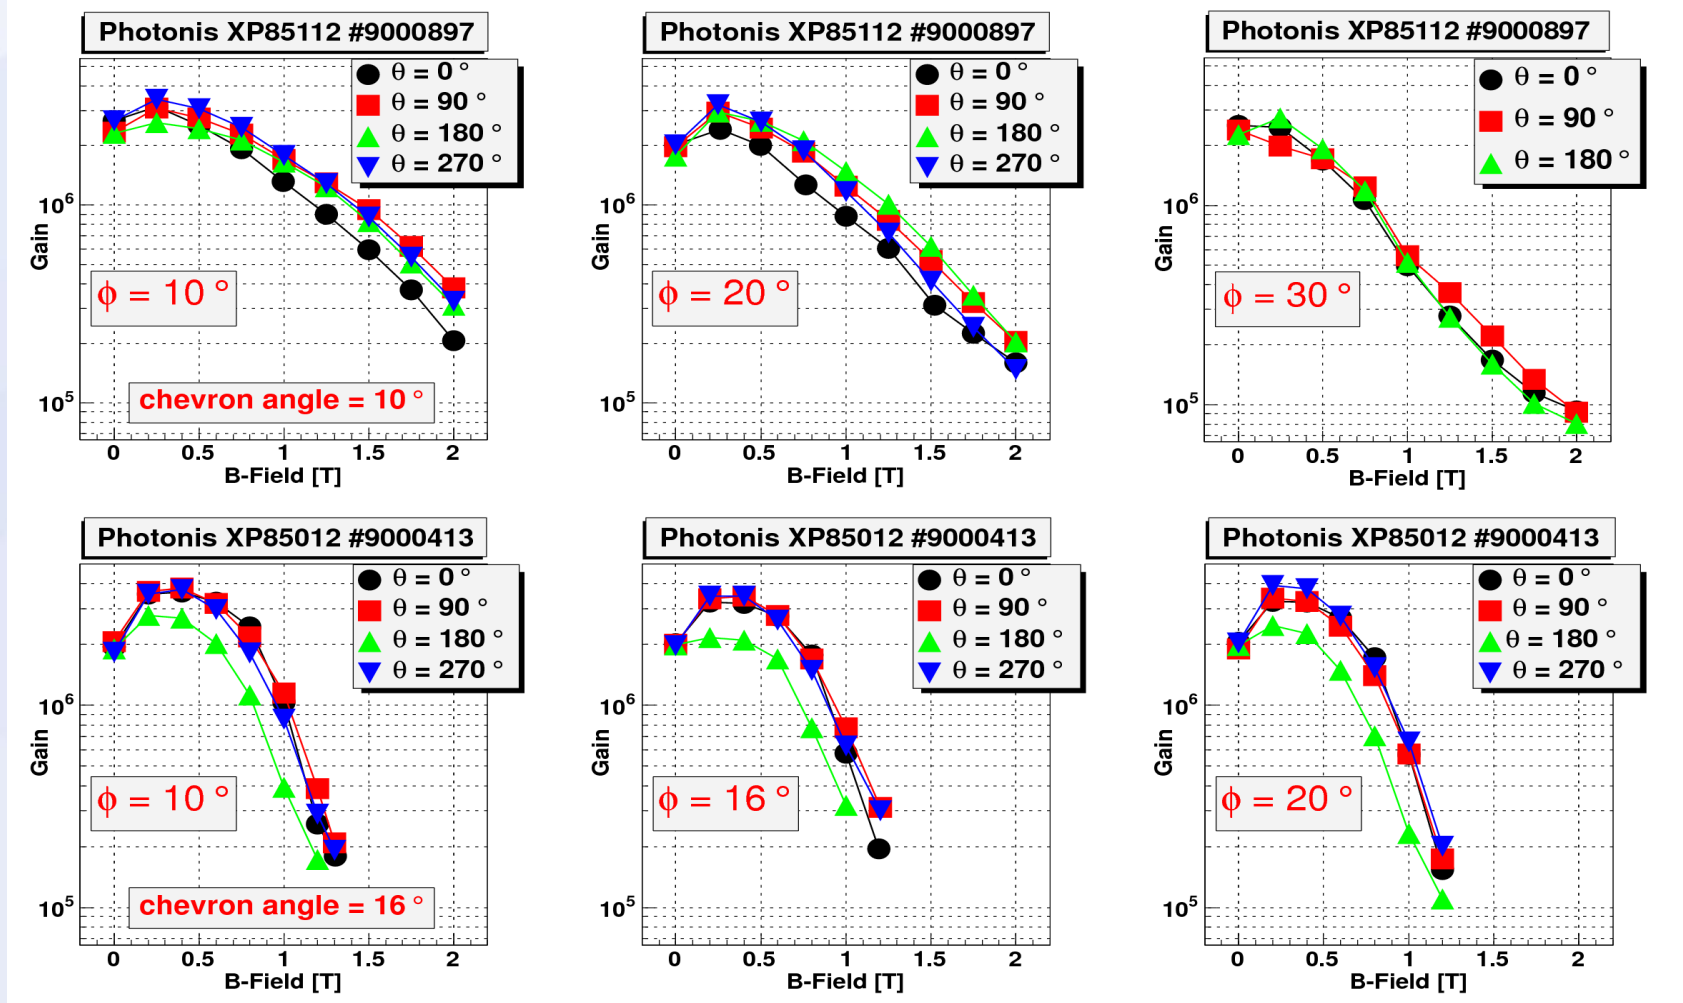 Photonis XP85112 #9000897
θ = 0 °
θ = 90 °
θ = 180 °
θ = 270 °
10⁶
10⁵
Gain
ϕ = 10 °
chevron angle = 10 °
0 0.5 1 1.5 2
B-Field [T]
Photonis XP85112 #9000897
θ = 0 °
θ = 90 °
θ = 180 °
θ = 270 °
10⁶
10⁵
Gain
ϕ = 20 °
0 0.5 1 1.5 2
B-Field [T]
Photonis XP85112 #9000897
θ = 0 °
θ = 90 °
θ = 180 °
10⁶
10⁵
Gain
ϕ = 30 °
0 0.5 1 1.5 2
B-Field [T]
Photonis XP85012 #9000413
θ = 0 °
θ = 90 °
θ = 180 °
θ = 270 °
10⁶
10⁵
Gain
ϕ = 10 °
chevron angle = 16 °
0 0.5 1 1.5 2
B-Field [T]
Photonis XP85012 #9000413
θ = 0 °
θ = 90 °
θ = 180 °
θ = 270 °
10⁶
10⁵
Gain
ϕ = 16 °
0 0.5 1 1.5 2
B-Field [T]
Photonis XP85012 #9000413
θ = 0 °
θ = 90 °
θ = 180 °
θ = 270 °
10⁶
10⁵
Gain
ϕ = 20 °
0 0.5 1 1.5 2
B-Field [T]